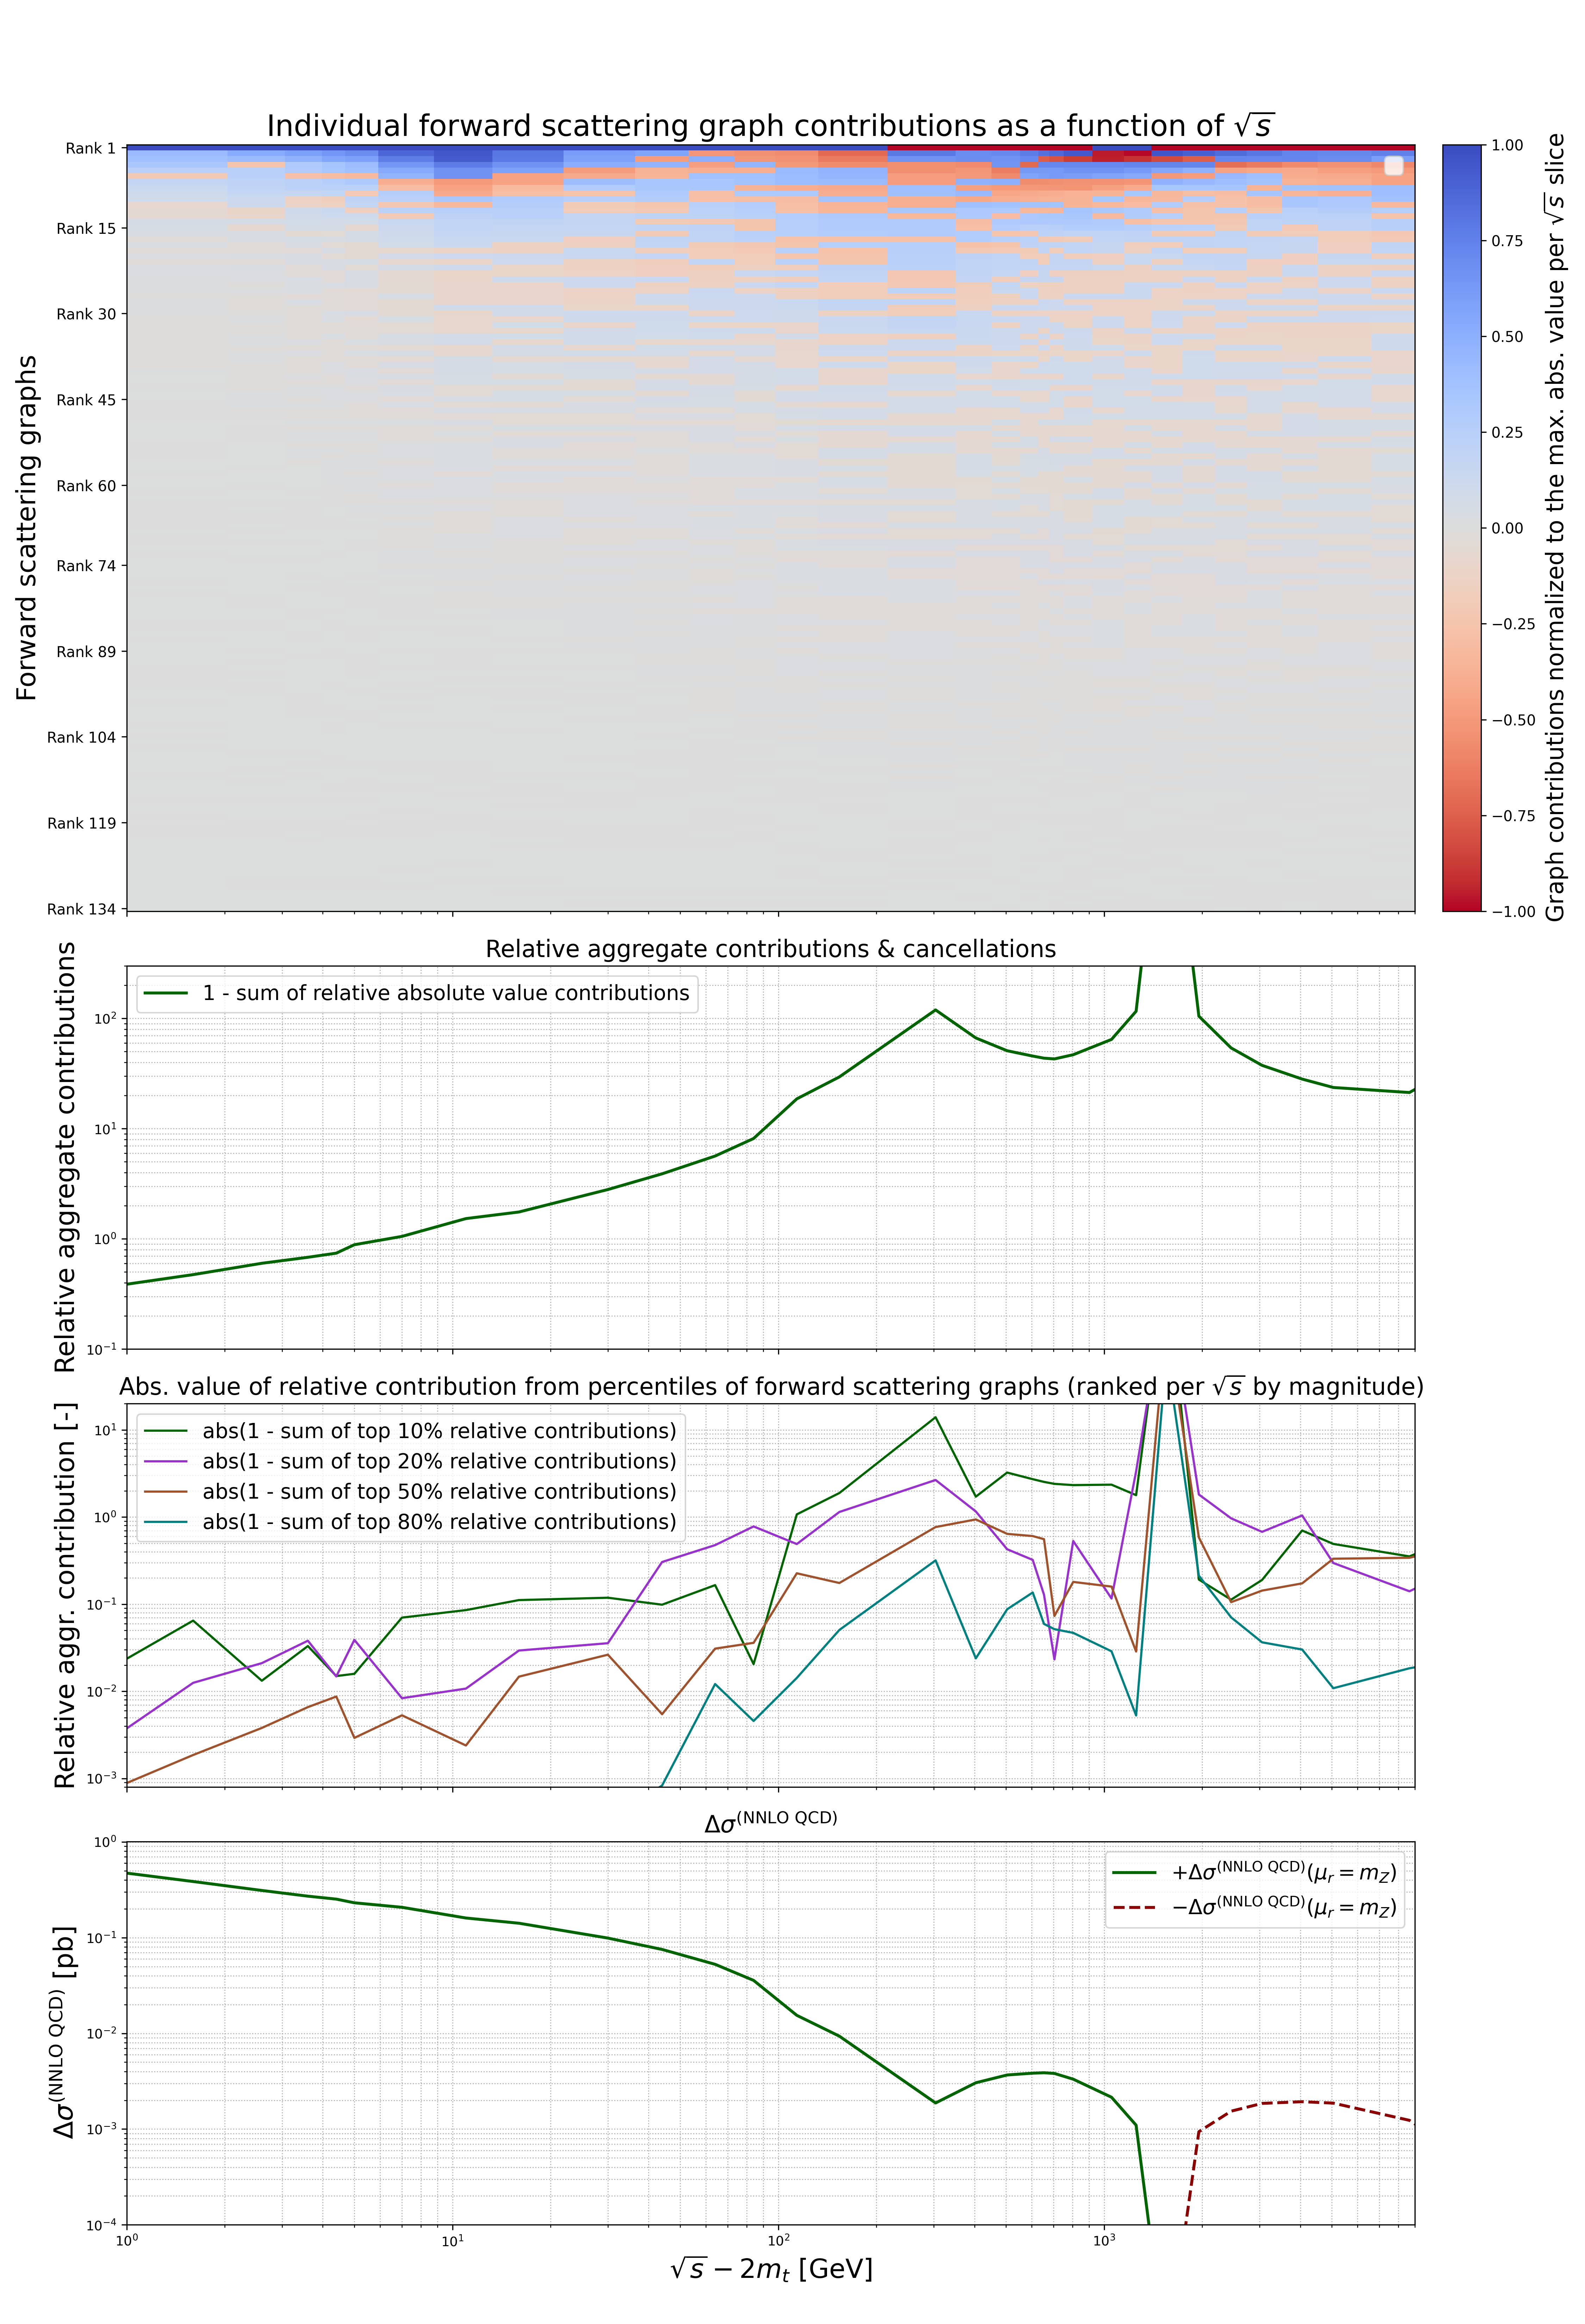 Individual forward scattering graph contributions as a function of √s
Forward scattering graphs
Rank 1
Rank 15
Rank 30
Rank 45
Rank 60
Rank 74
Rank 89
Rank 104
Rank 119
Rank 134
1.00
0.75
0.50
0.25
0.00
−0.25
−0.50
−0.75
−1.00
Graph contributions normalized to the max. abs. value per √s slice
Relative aggregate contributions & cancellations
Relative aggregate contributions
1 - sum of relative absolute value contributions
10²
10¹
10⁰
10⁻¹
Abs. value of relative contribution from percentiles of forward scattering graphs (ranked per √s by magnitude)
Relative aggr. contribution [-]
abs(1 - sum of top 10% relative contributions)
abs(1 - sum of top 20% relative contributions)
abs(1 - sum of top 50% relative contributions)
abs(1 - sum of top 80% relative contributions)
10¹
10⁰
10⁻¹
10⁻²
10⁻³
Δσ^(NNLO QCD)
Δσ^(NNLO QCD) [pb]
+Δσ^(NNLO QCD)(μ_r = m_Z)
−Δσ^(NNLO QCD)(μ_r = m_Z)
10⁰
10⁻¹
10⁻²
10⁻³
10⁻⁴
10⁰
10¹
10²
10³
√s − 2m_t [GeV]